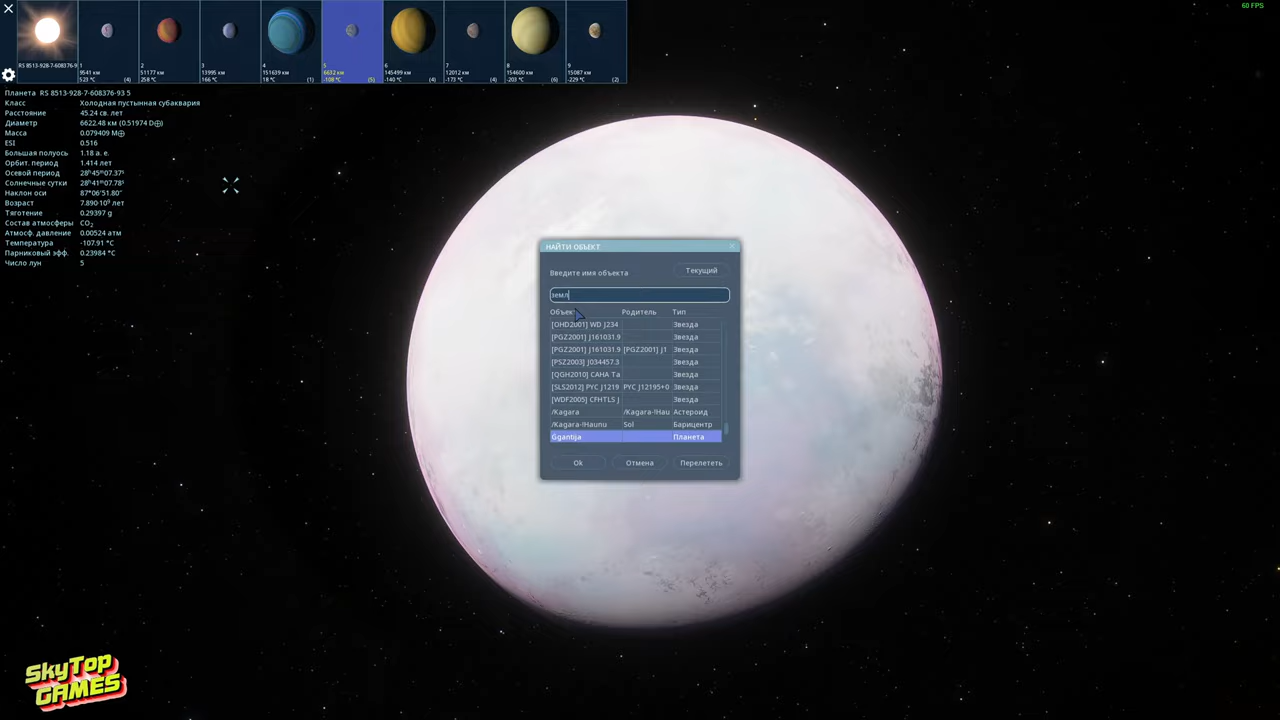 60 FPS
RS 8513-928-7-608376-9
1
9541 км
523 °C (4)
2
51177 км
258 °C
3
13995 км
166 °C
4
151639 км
18 °C (1)
5
6632 км
-108 °C (5)
6
145499 км
-140 °C (4)
7
12012 км
-173 °C (4)
8
154600 км
-203 °C (6)
9
15087 км
-229 °C (2)
Планета RS 8513-928-7-608376-93 5
Класс Холодная пустынная субаквария
Расстояние 45.24 св. лет
Диаметр 6622.48 км (0.51974 D⊕)
Масса 0.079409 M⊕
ESI 0.516
Большая полуось 1.18 а. е.
Орбит. период 1.414 лет
Осевой период 28ʰ45ᵐ07.37ˢ
Солнечные сутки 28ʰ41ᵐ07.78ˢ
Наклон оси 87°06'51.80"
Возраст 7.890·10⁹ лет
Тяготение 0.29397 g
Состав атмосферы CO₂
Атмосф. давление 0.00524 атм
Температура -107.91 °C
Парниковый эфф. 0.23984 °C
Число лун 5
НАЙТИ ОБЪЕКТ
Введите имя объекта Текущий
земл
Объект Родитель Тип
[OHD2001] WD J234 Звезда
[PGZ2001] J161031.9 Звезда
[PGZ2001] J161031.9 [PGZ2001] J1 Звезда
[PSZ2003] J034457.3 Звезда
[QGH2010] САНА Та Звезда
[SLS2012] РУС J1219 РУС J12195+0 Звезда
[WDF2005] CFHTLS J Звезда
/Kagara /Kagara-!Hau Астероид
/Kagara-!Haunu Sol Барицентр
Ġgantija Планета
Ok Отмена Перелететь
SkyTop
GAMES